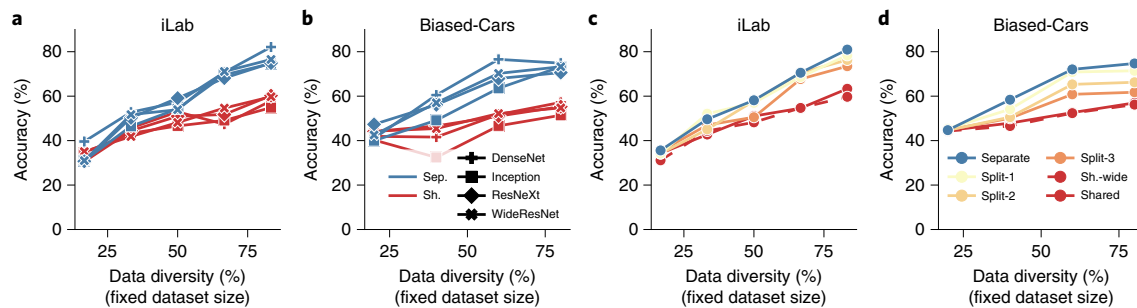 a
iLab
Accuracy (%)
80
60
40
20
0
25
50
75
Data diversity (%)
(fixed dataset size)
b
Biased-Cars
Accuracy (%)
80
60
40
20
0
Sep.
Sh.
DenseNet
Inception
ResNeXt
WideResNet
25
50
75
Data diversity (%)
(fixed dataset size)
c
iLab
Accuracy (%)
80
60
40
20
0
25
50
75
Data diversity (%)
(fixed dataset size)
d
Biased-Cars
Accuracy (%)
80
60
40
20
0
Separate
Split-1
Split-2
Split-3
Sh.-wide
Shared
25
50
75
Data diversity (%)
(fixed dataset size)